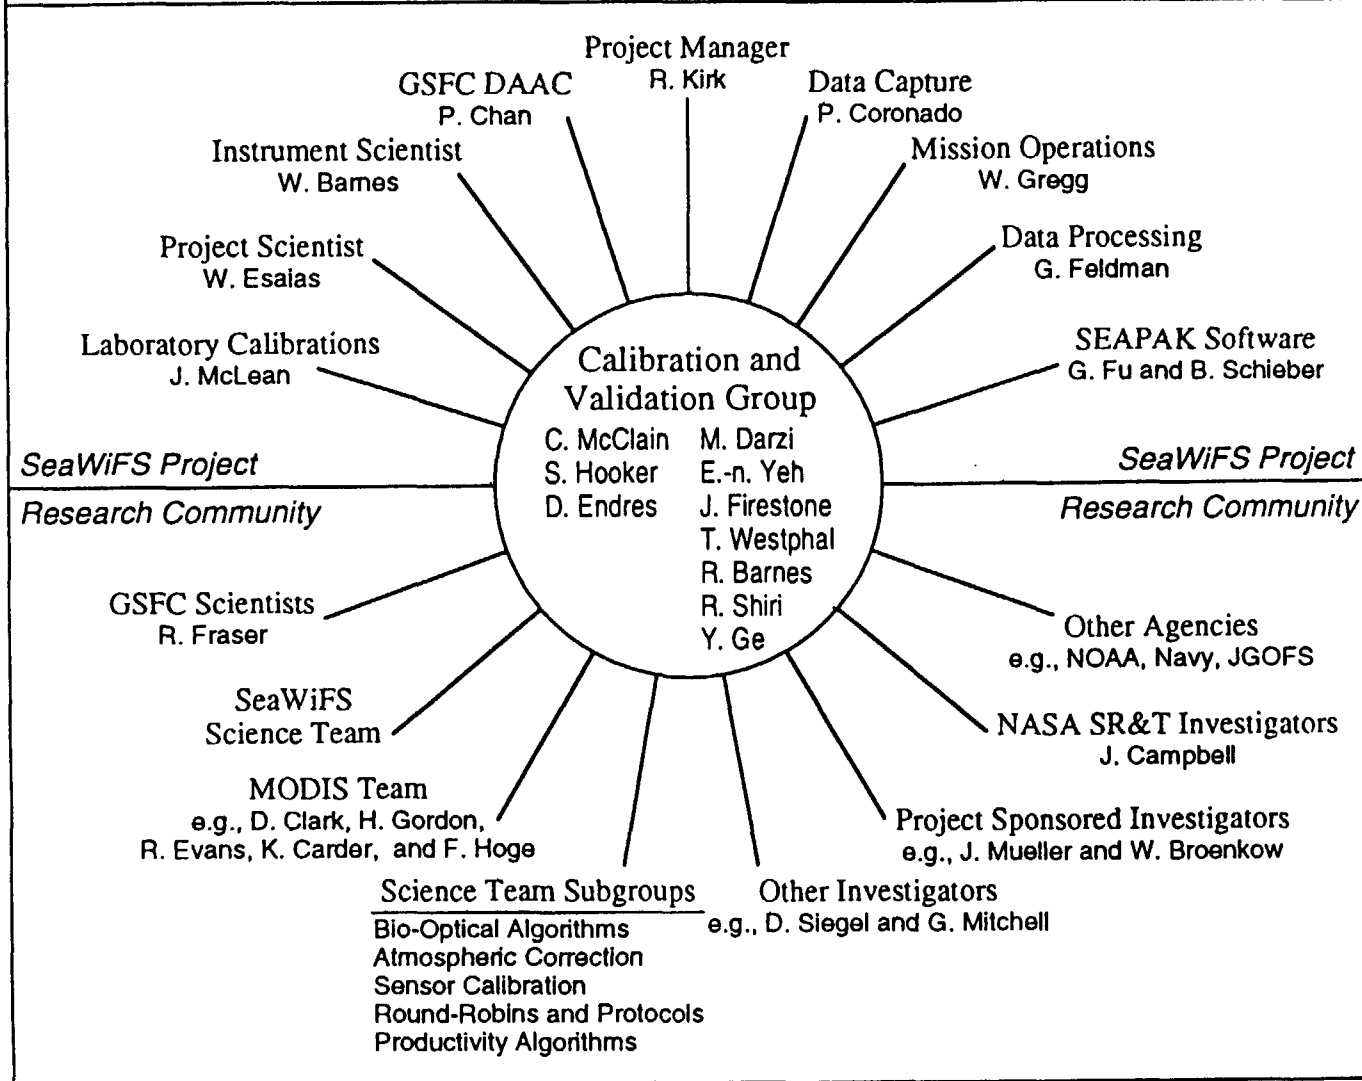 Project Manager
R. Kirk
GSFC DAAC
P. Chan
Data Capture
P. Coronado
Instrument Scientist
W. Barnes
Mission Operations
W. Gregg
Project Scientist
W. Esaias
Data Processing
G. Feldman
Laboratory Calibrations
J. McLean
SEAPAK Software
G. Fu and B. Schieber
Calibration and
Validation Group
C. McClain M. Darzi
S. Hooker E.-n. Yeh
D. Endres J. Firestone
T. Westphal
R. Barnes
R. Shiri
Y. Ge
SeaWiFS Project
SeaWiFS Project
Research Community
Research Community
GSFC Scientists
R. Fraser
Other Agencies
e.g., NOAA, Navy, JGOFS
SeaWiFS
Science Team
NASA SR&T Investigators
J. Campbell
MODIS Team
e.g., D. Clark, H. Gordon,
R. Evans, K. Carder, and F. Hoge
Project Sponsored Investigators
e.g., J. Mueller and W. Broenkow
Science Team Subgroups
Bio-Optical Algorithms
Atmospheric Correction
Sensor Calibration
Round-Robins and Protocols
Productivity Algorithms
Other Investigators
e.g., D. Siegel and G. Mitchell